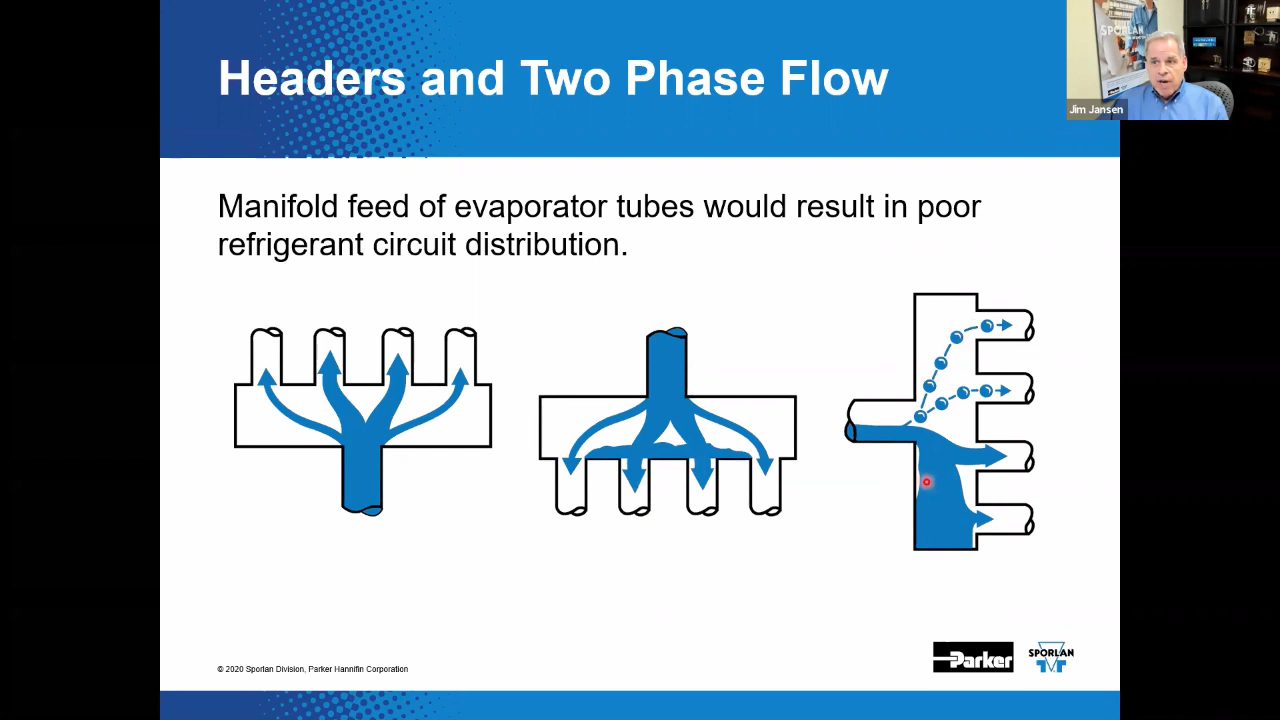 Headers and Two Phase Flow
SPORLAN
Jim Jansen
Manifold feed of evaporator tubes would result in poor
refrigerant circuit distribution.
© 2020 Sporlan Division, Parker Hannifin Corporation
Parker
SPORLAN